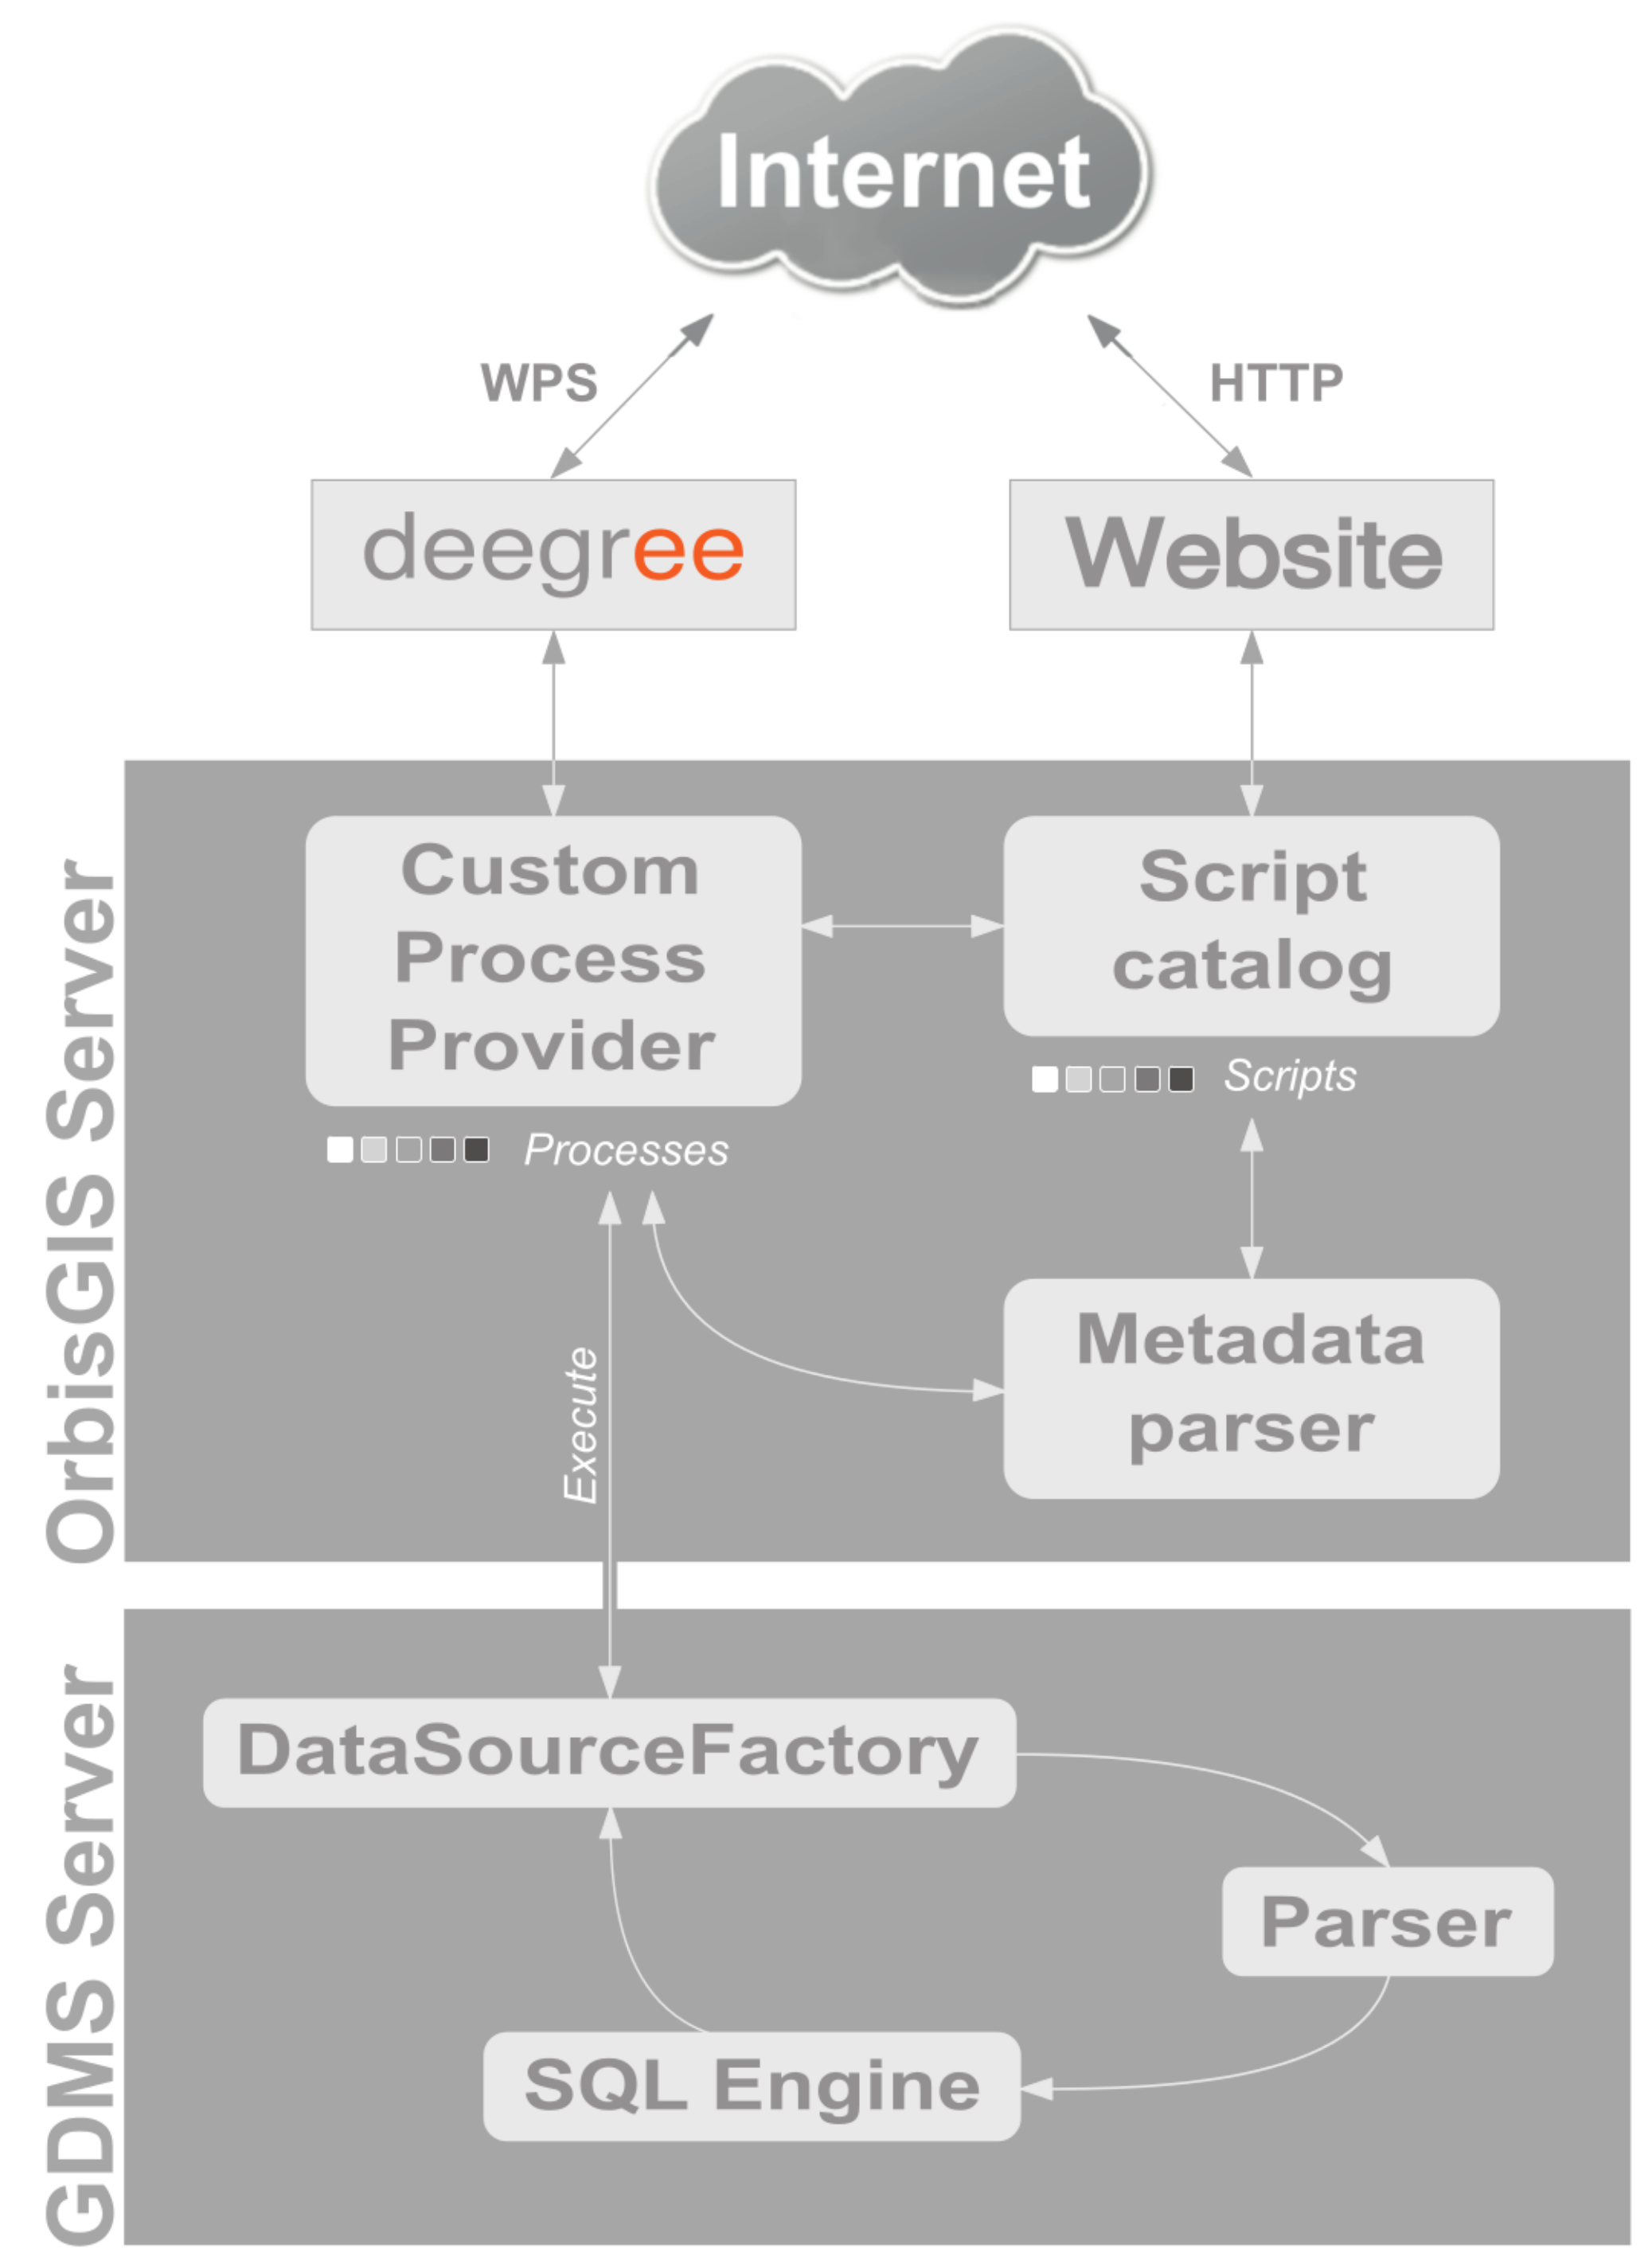 Internet
WPS
HTTP
deegree
Website
OrbisGIS Server
Custom
Process
Provider
Script
catalog
Scripts
Processes
Execute
Metadata
parser
GDMS Server
DataSourceFactory
Parser
SQL Engine